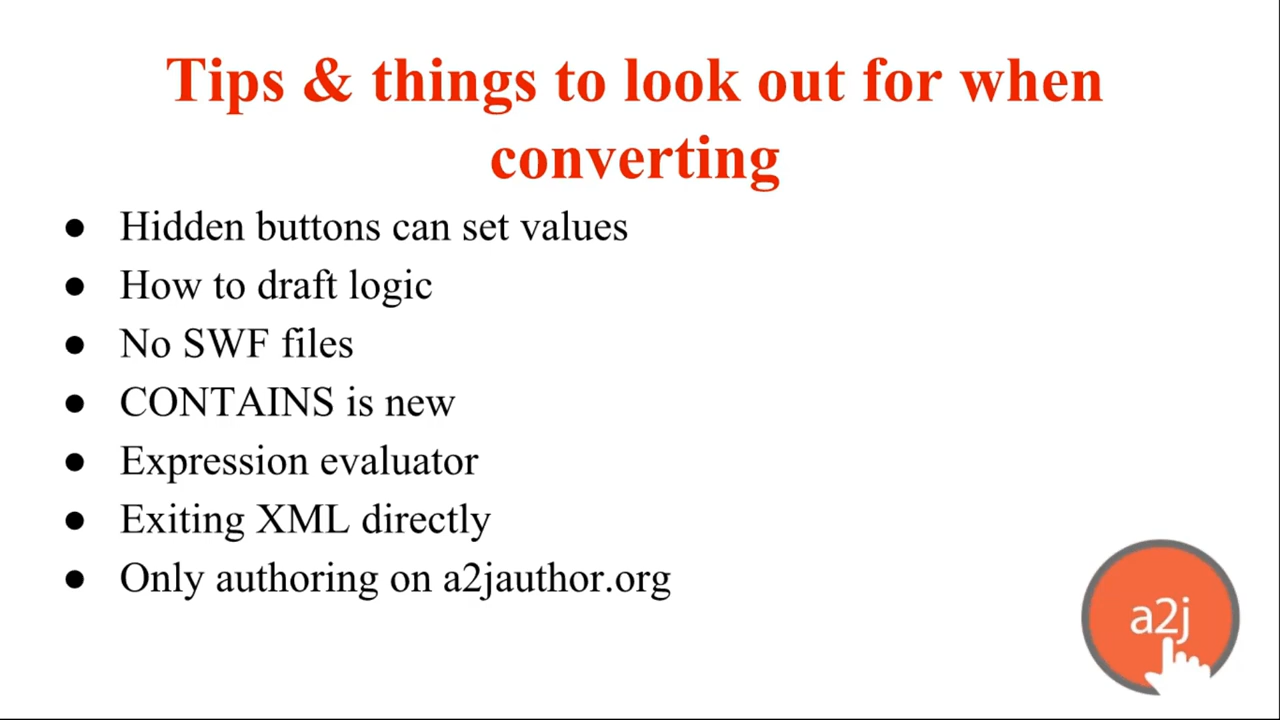 Tips & things to look out for when
converting
● Hidden buttons can set values
● How to draft logic
● No SWF files
● CONTAINS is new
● Expression evaluator
● Exiting XML directly
● Only authoring on a2jauthor.org
a2j